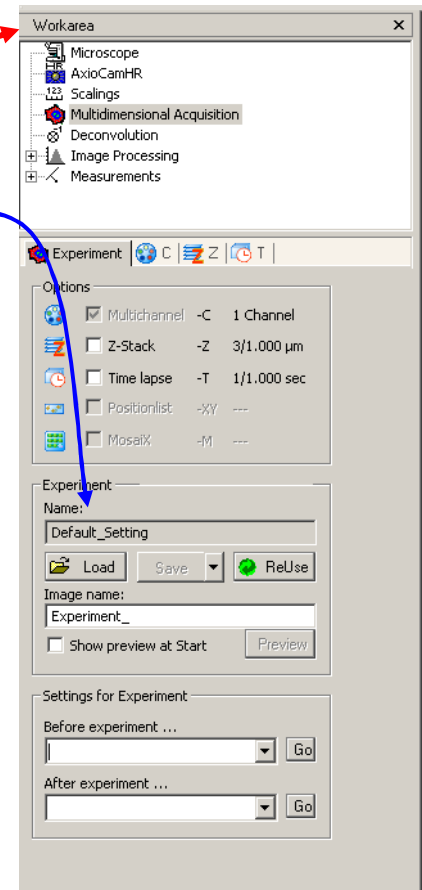 Workarea
Microscope
HR
AxioCamHR
123
Scalings
Multidimensional Acquisition
Deconvolution
Image Processing
Measurements
Experiment C Z T
Options
Multichannel -C 1 Channel
Z-Stack -Z 3/1.000 µm
Time lapse -T 1/1.000 sec
Positionlist -XY ---
MosaiX -M ---
Experiment
Name:
Default_Setting
Load Save ReUse
Image name:
Experiment_
Show preview at Start Preview
Settings for Experiment
Before experiment ...
Go
After experiment ...
Go